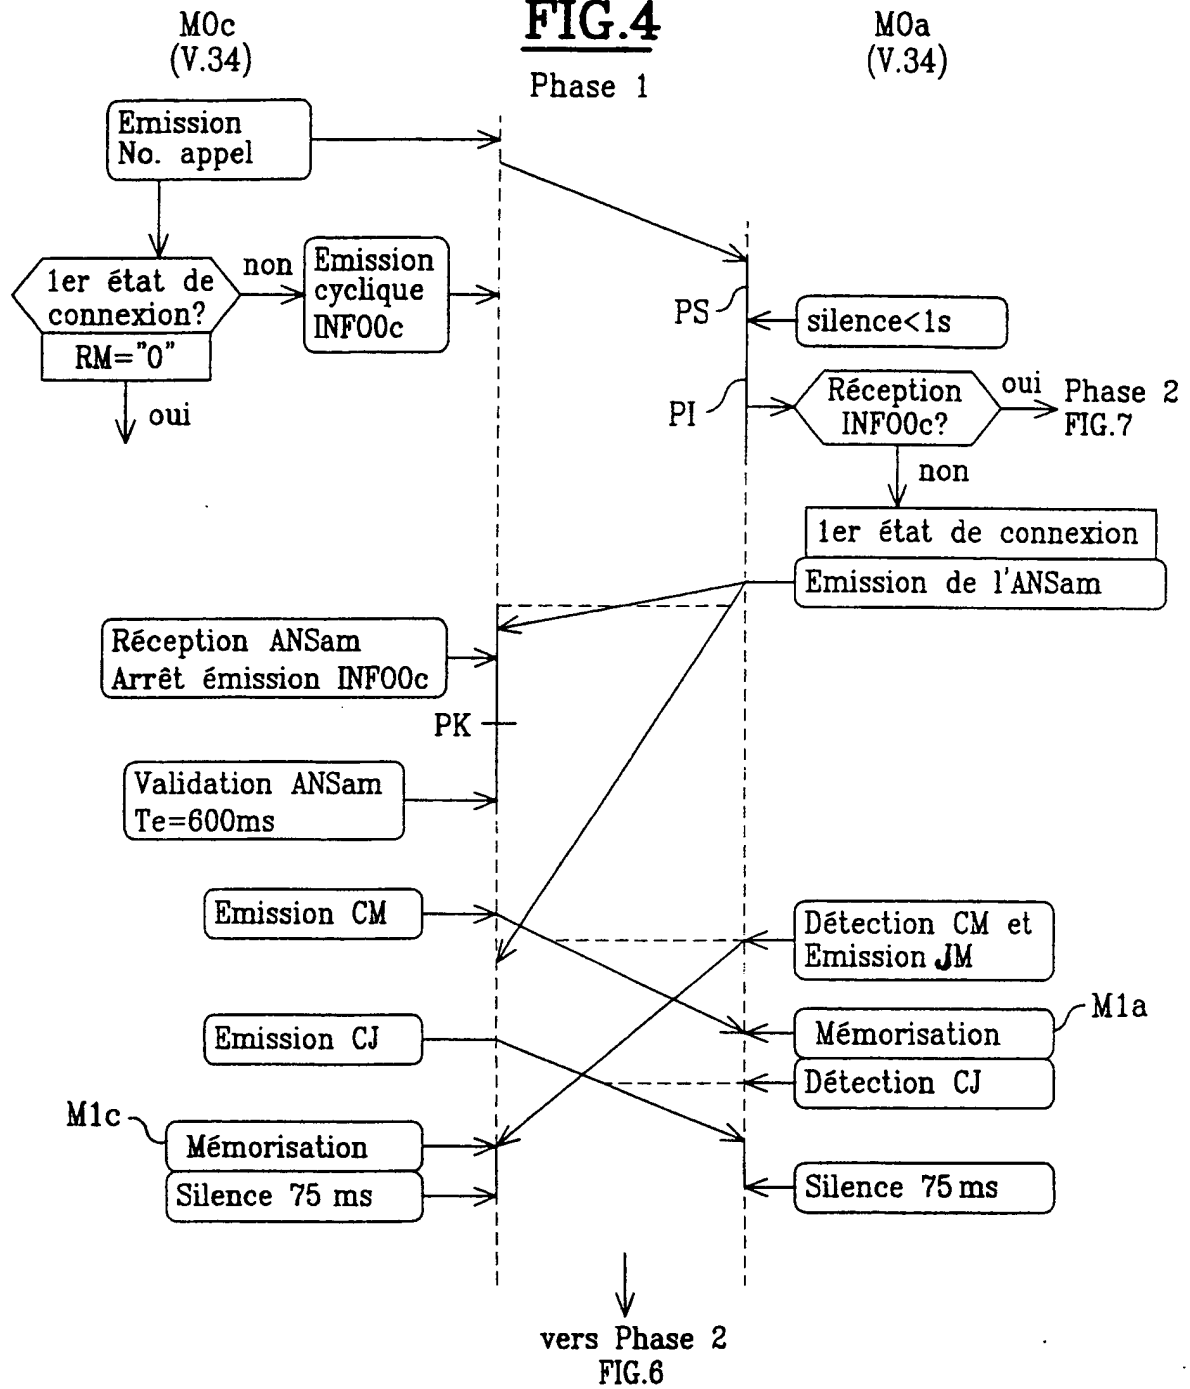 FIG.4
MOc
(V.34)
MOa
(V.34)
Phase 1
Emission
No. appel
1er état de
connexion?
RM="0"
non
oui
Emission
cyclique
INFO0c
PS
silence<1s
PI
Réception
INFO0c?
oui
Phase 2
FIG.7
non
1er état de connexion
Emission de l'ANSam
Réception ANSam
Arrêt émission INFO0c
PK
Validation ANSam
Te=600ms
Emission CM
Détection CM et
Emission JM
M1a
Mémorisation
Emission CJ
Détection CJ
M1c
Mémorisation
Silence 75 ms
Silence 75 ms
vers Phase 2
FIG.6